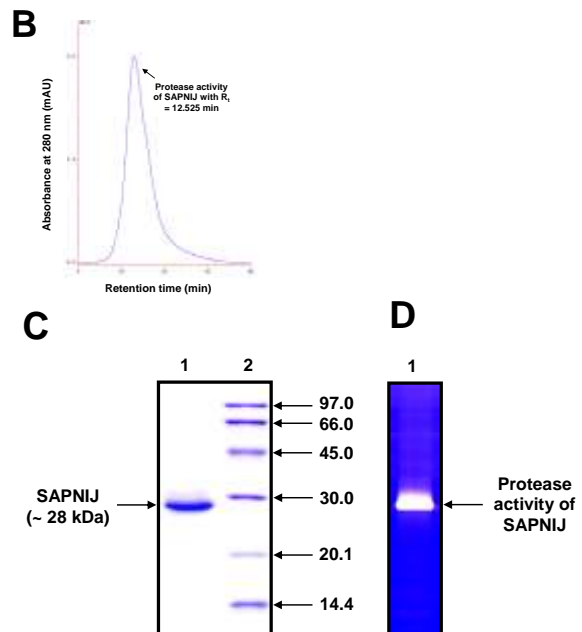 B
Absorbance at 280 nm (mAU)
Protease activity
of SAPNIJ with Rt
= 12.525 min
Retention time (min)
C
D
1
2
1
97.0
66.0
45.0
30.0
20.1
14.4
SAPNIJ
(~ 28 kDa)
Protease
activity of
SAPNIJ